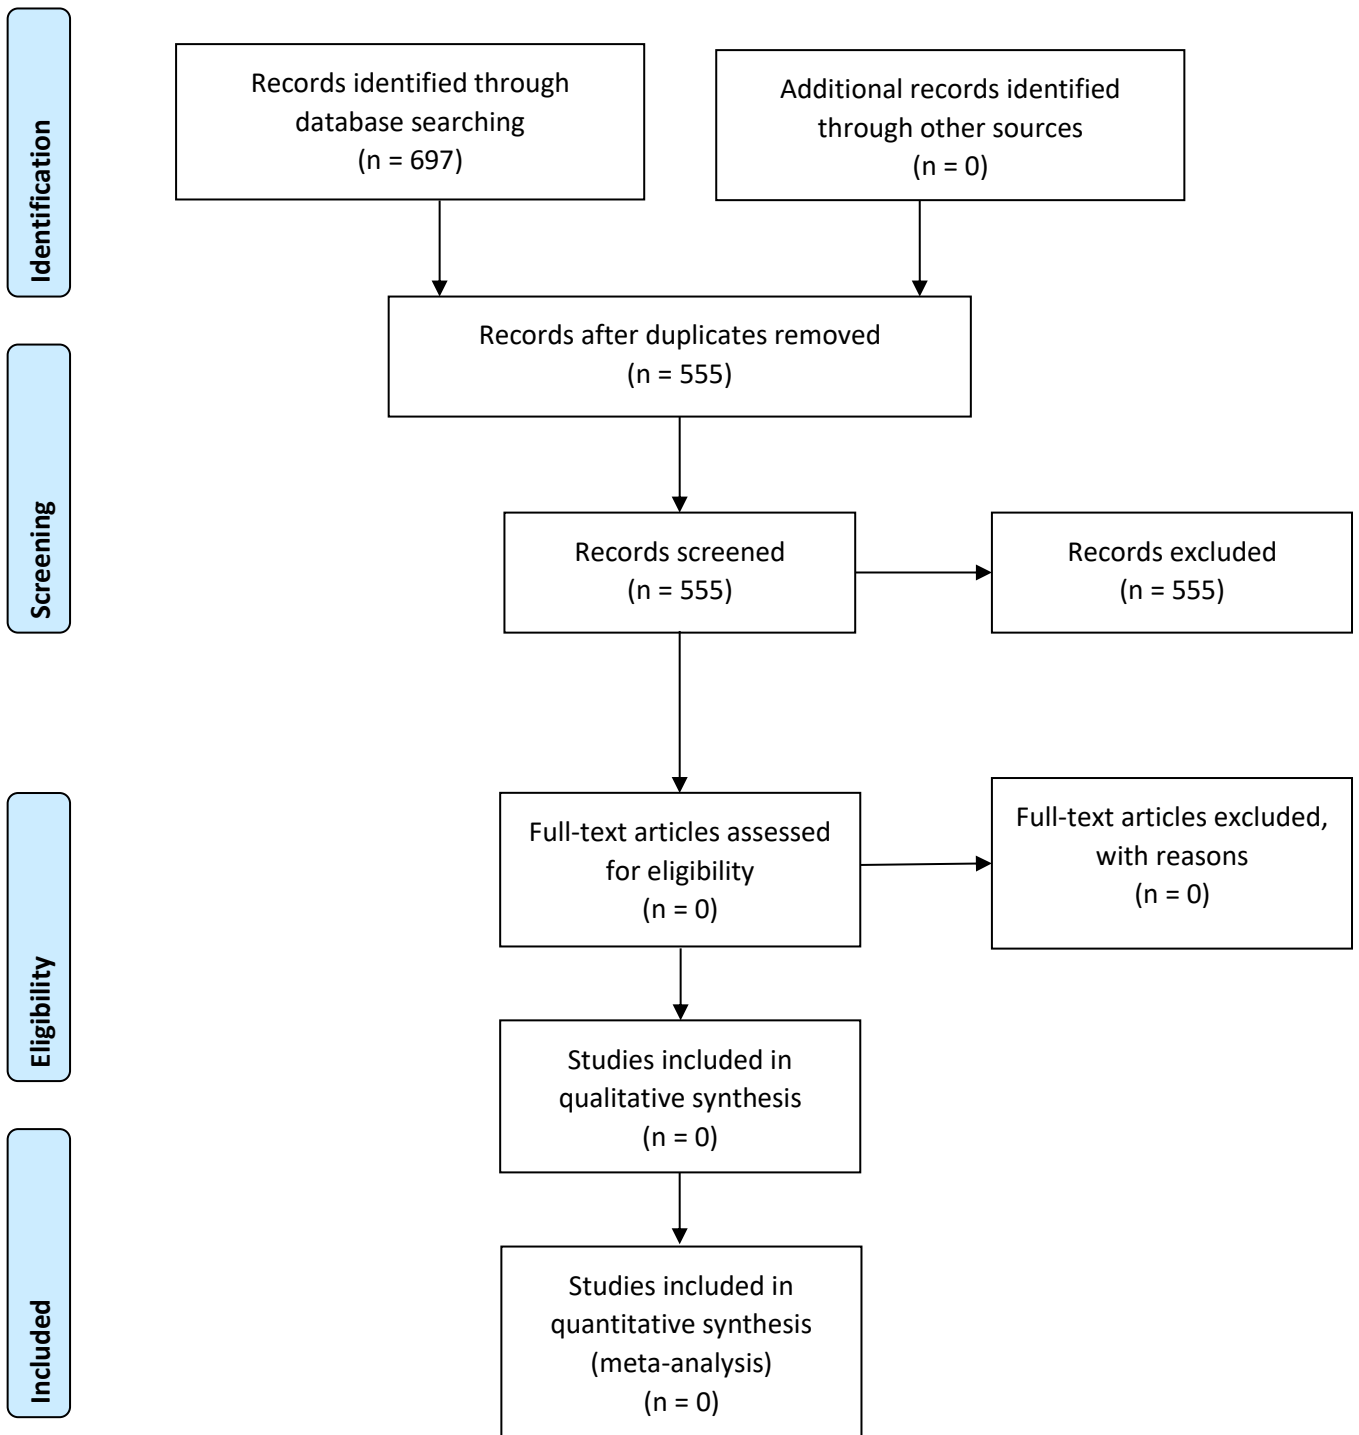 Identification
Records identified through
database searching
(n = 697)
Additional records identified
through other sources
(n = 0)
Records after duplicates removed
(n = 555)
Screening
Records screened
(n = 555)
Records excluded
(n = 555)
Eligibility
Full-text articles assessed
for eligibility
(n = 0)
Full-text articles excluded,
with reasons
(n = 0)
Studies included in
qualitative synthesis
(n = 0)
Included
Studies included in
quantitative synthesis
(meta-analysis)
(n = 0)